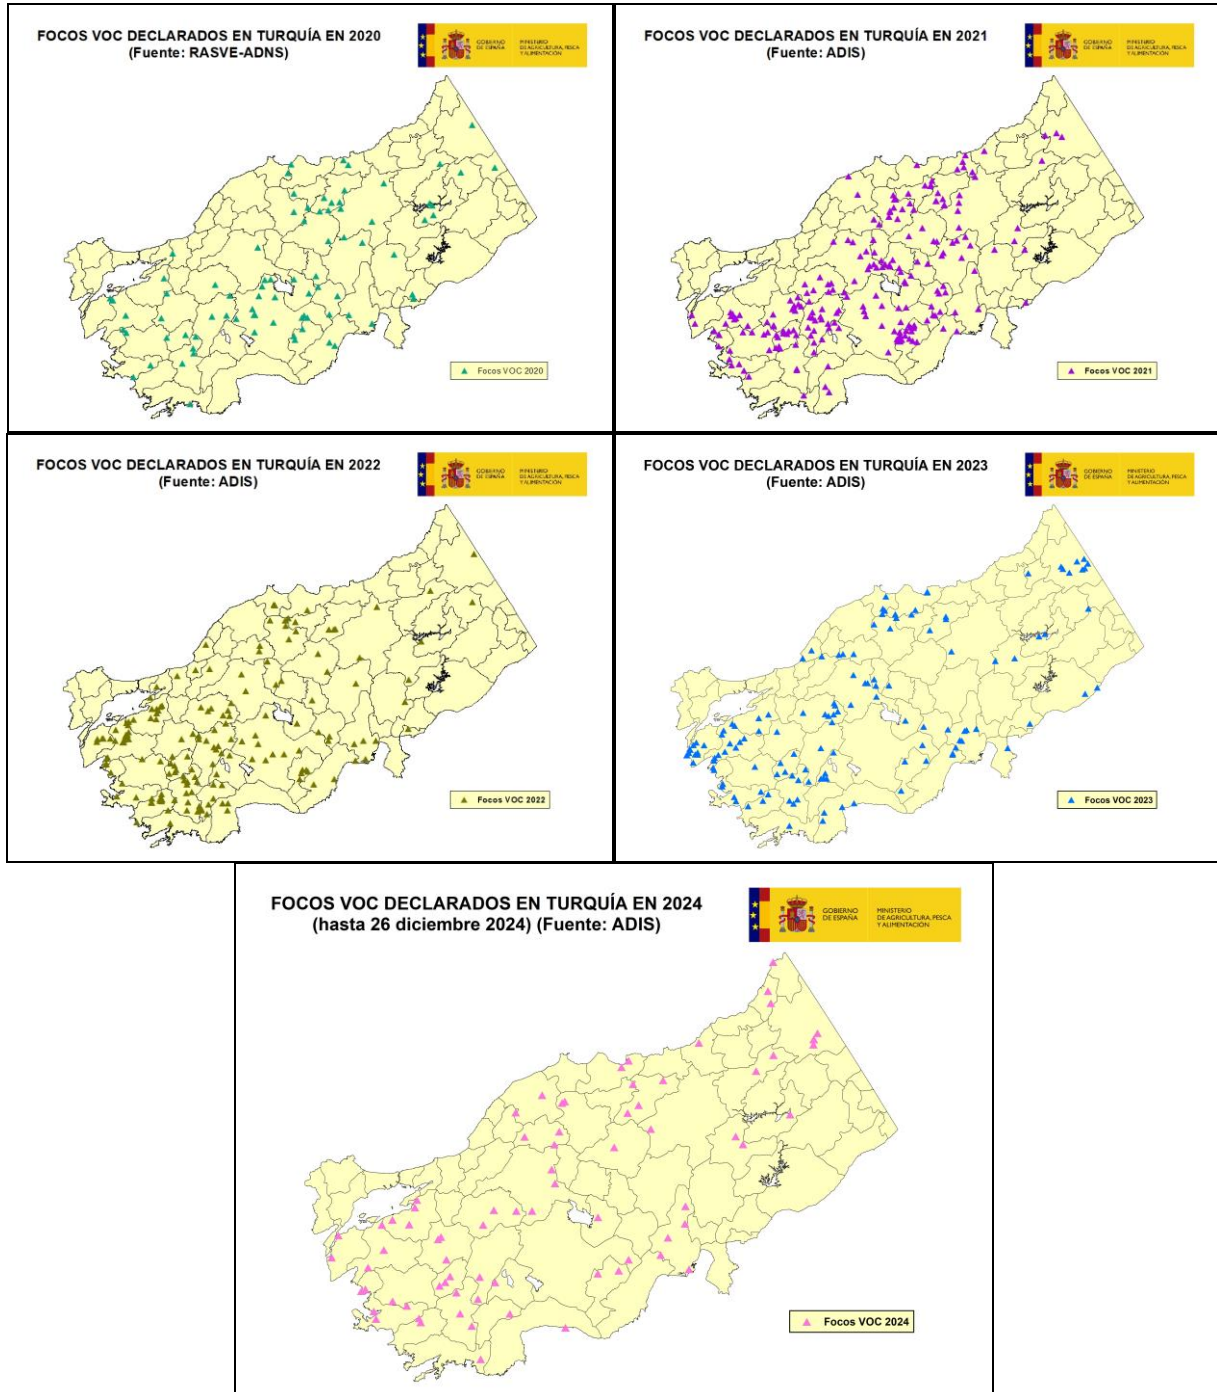 FOCOS VOC DECLARADOS EN TURQUÍA EN 2020
(Fuente: RASVE-ADNS)
GOBIERNO
DE ESPAÑA
MINISTERIO
DE AGRICULTURA, PESCA
Y ALIMENTACIÓN
Focos VOC 2020
FOCOS VOC DECLARADOS EN TURQUÍA EN 2021
(Fuente: ADIS)
GOBIERNO
DE ESPAÑA
MINISTERIO
DE AGRICULTURA, PESCA
Y ALIMENTACIÓN
Focos VOC 2021
FOCOS VOC DECLARADOS EN TURQUÍA EN 2022
(Fuente: ADIS)
GOBIERNO
DE ESPAÑA
MINISTERIO
DE AGRICULTURA, PESCA
Y ALIMENTACIÓN
Focos VOC 2022
FOCOS VOC DECLARADOS EN TURQUÍA EN 2023
(Fuente: ADIS)
GOBIERNO
DE ESPAÑA
MINISTERIO
DE AGRICULTURA, PESCA
Y ALIMENTACIÓN
Focos VOC 2023
FOCOS VOC DECLARADOS EN TURQUÍA EN 2024
(hasta 26 diciembre 2024) (Fuente: ADIS)
GOBIERNO
DE ESPAÑA
MINISTERIO
DE AGRICULTURA, PESCA
Y ALIMENTACIÓN
Focos VOC 2024